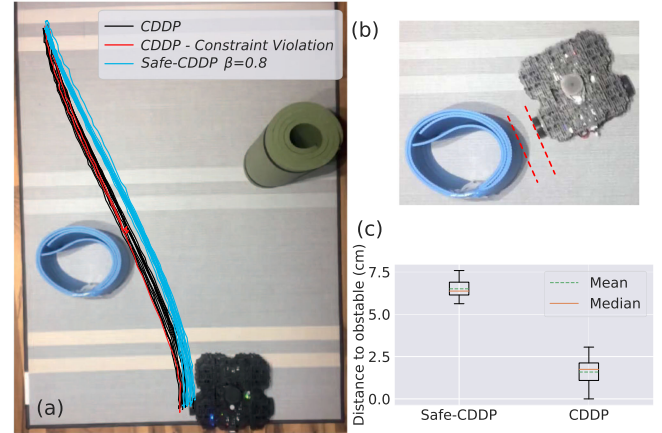 CDDP
CDDP - Constraint Violation
Safe-CDDP β=0.8
(a)
(b)
(c)
Distance to obstable (cm)
7.5
5.0
2.5
0.0
Mean
Median
Safe-CDDP
CDDP